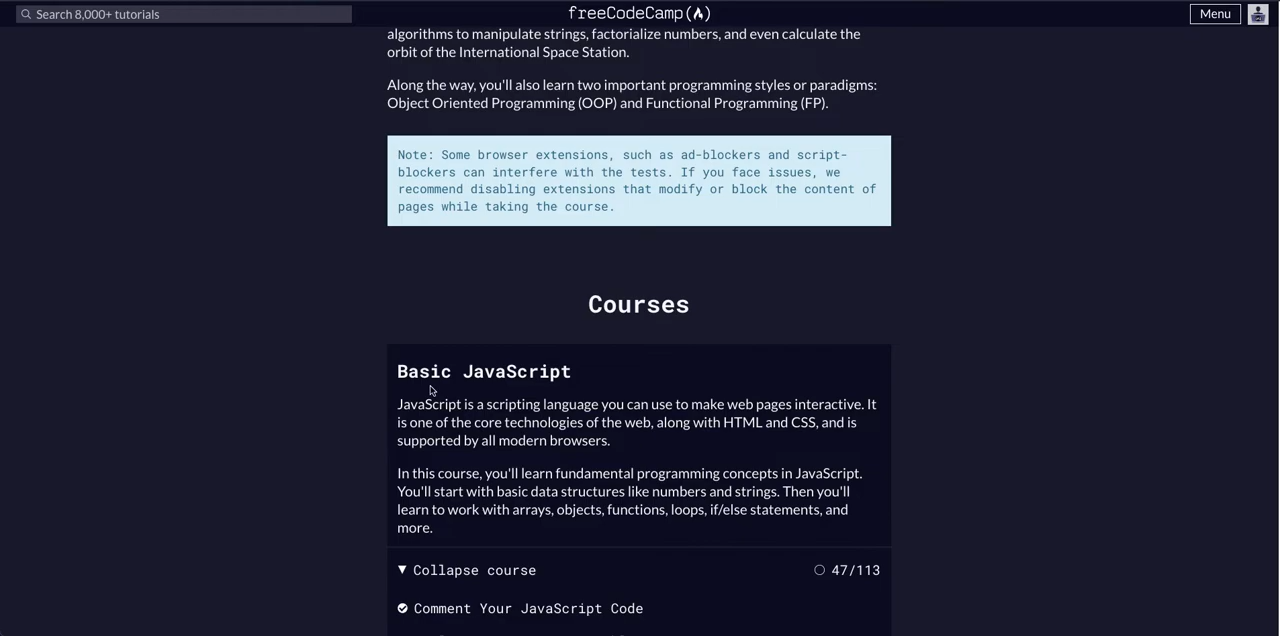 Search 8,000+ tutorials
freeCodeCamp
Menu
algorithms to manipulate strings, factorialize numbers, and even calculate the
orbit of the International Space Station.
Along the way, you'll also learn two important programming styles or paradigms:
Object Oriented Programming (OOP) and Functional Programming (FP).
Note: Some browser extensions, such as ad-blockers and script-
blockers can interfere with the tests. If you face issues, we
recommend disabling extensions that modify or block the content of
pages while taking the course.
Courses
Basic JavaScript
JavaScript is a scripting language you can use to make web pages interactive. It
is one of the core technologies of the web, along with HTML and CSS, and is
supported by all modern browsers.
In this course, you'll learn fundamental programming concepts in JavaScript.
You'll start with basic data structures like numbers and strings. Then you'll
learn to work with arrays, objects, functions, loops, if/else statements, and
more.
Collapse course 47/113
Comment Your JavaScript Code